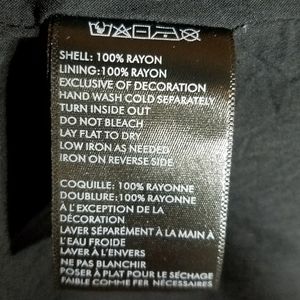 SHELL: 100% RAYON
LINING: 100% RAYON
EXCLUSIVE OF DECORATION
HAND WASH COLD SEPARATELY
TURN INSIDE OUT
DO NOT BLEACH
LAY FLAT TO DRY
LOW IRON AS NEEDED
IRON ON REVERSE SIDE
COQUILLE: 100% RAYONNE
DOUBLURE: 100% RAYONNE
À L'EXCEPTION DE LA
DÉCORATION
LAVER SÉPARÉMENT À LA MAIN À
L'EAU FROIDE
LAVER À L'ENVERS
NE PAS BLANCHIR
POSER À PLAT POUR LE SÉCHAGE
FAIBLE COMME FER NÉCESSAIRES